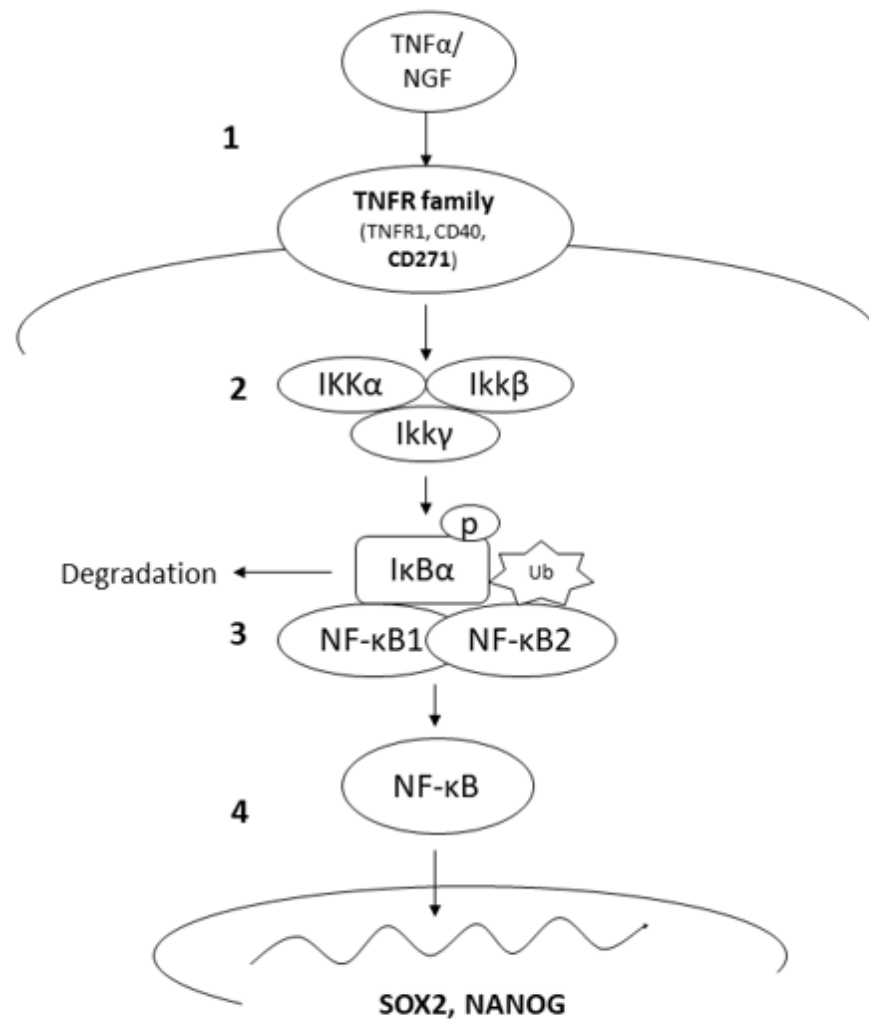 TNFα/
NGF
1
TNFR family
(TNFR1, CD40,
CD271)
2
IKKα
Ikkβ
Ikkγ
p
IκBα
Ub
Degradation
3
NF-κB1
NF-κB2
NF-κB
4
SOX2, NANOG